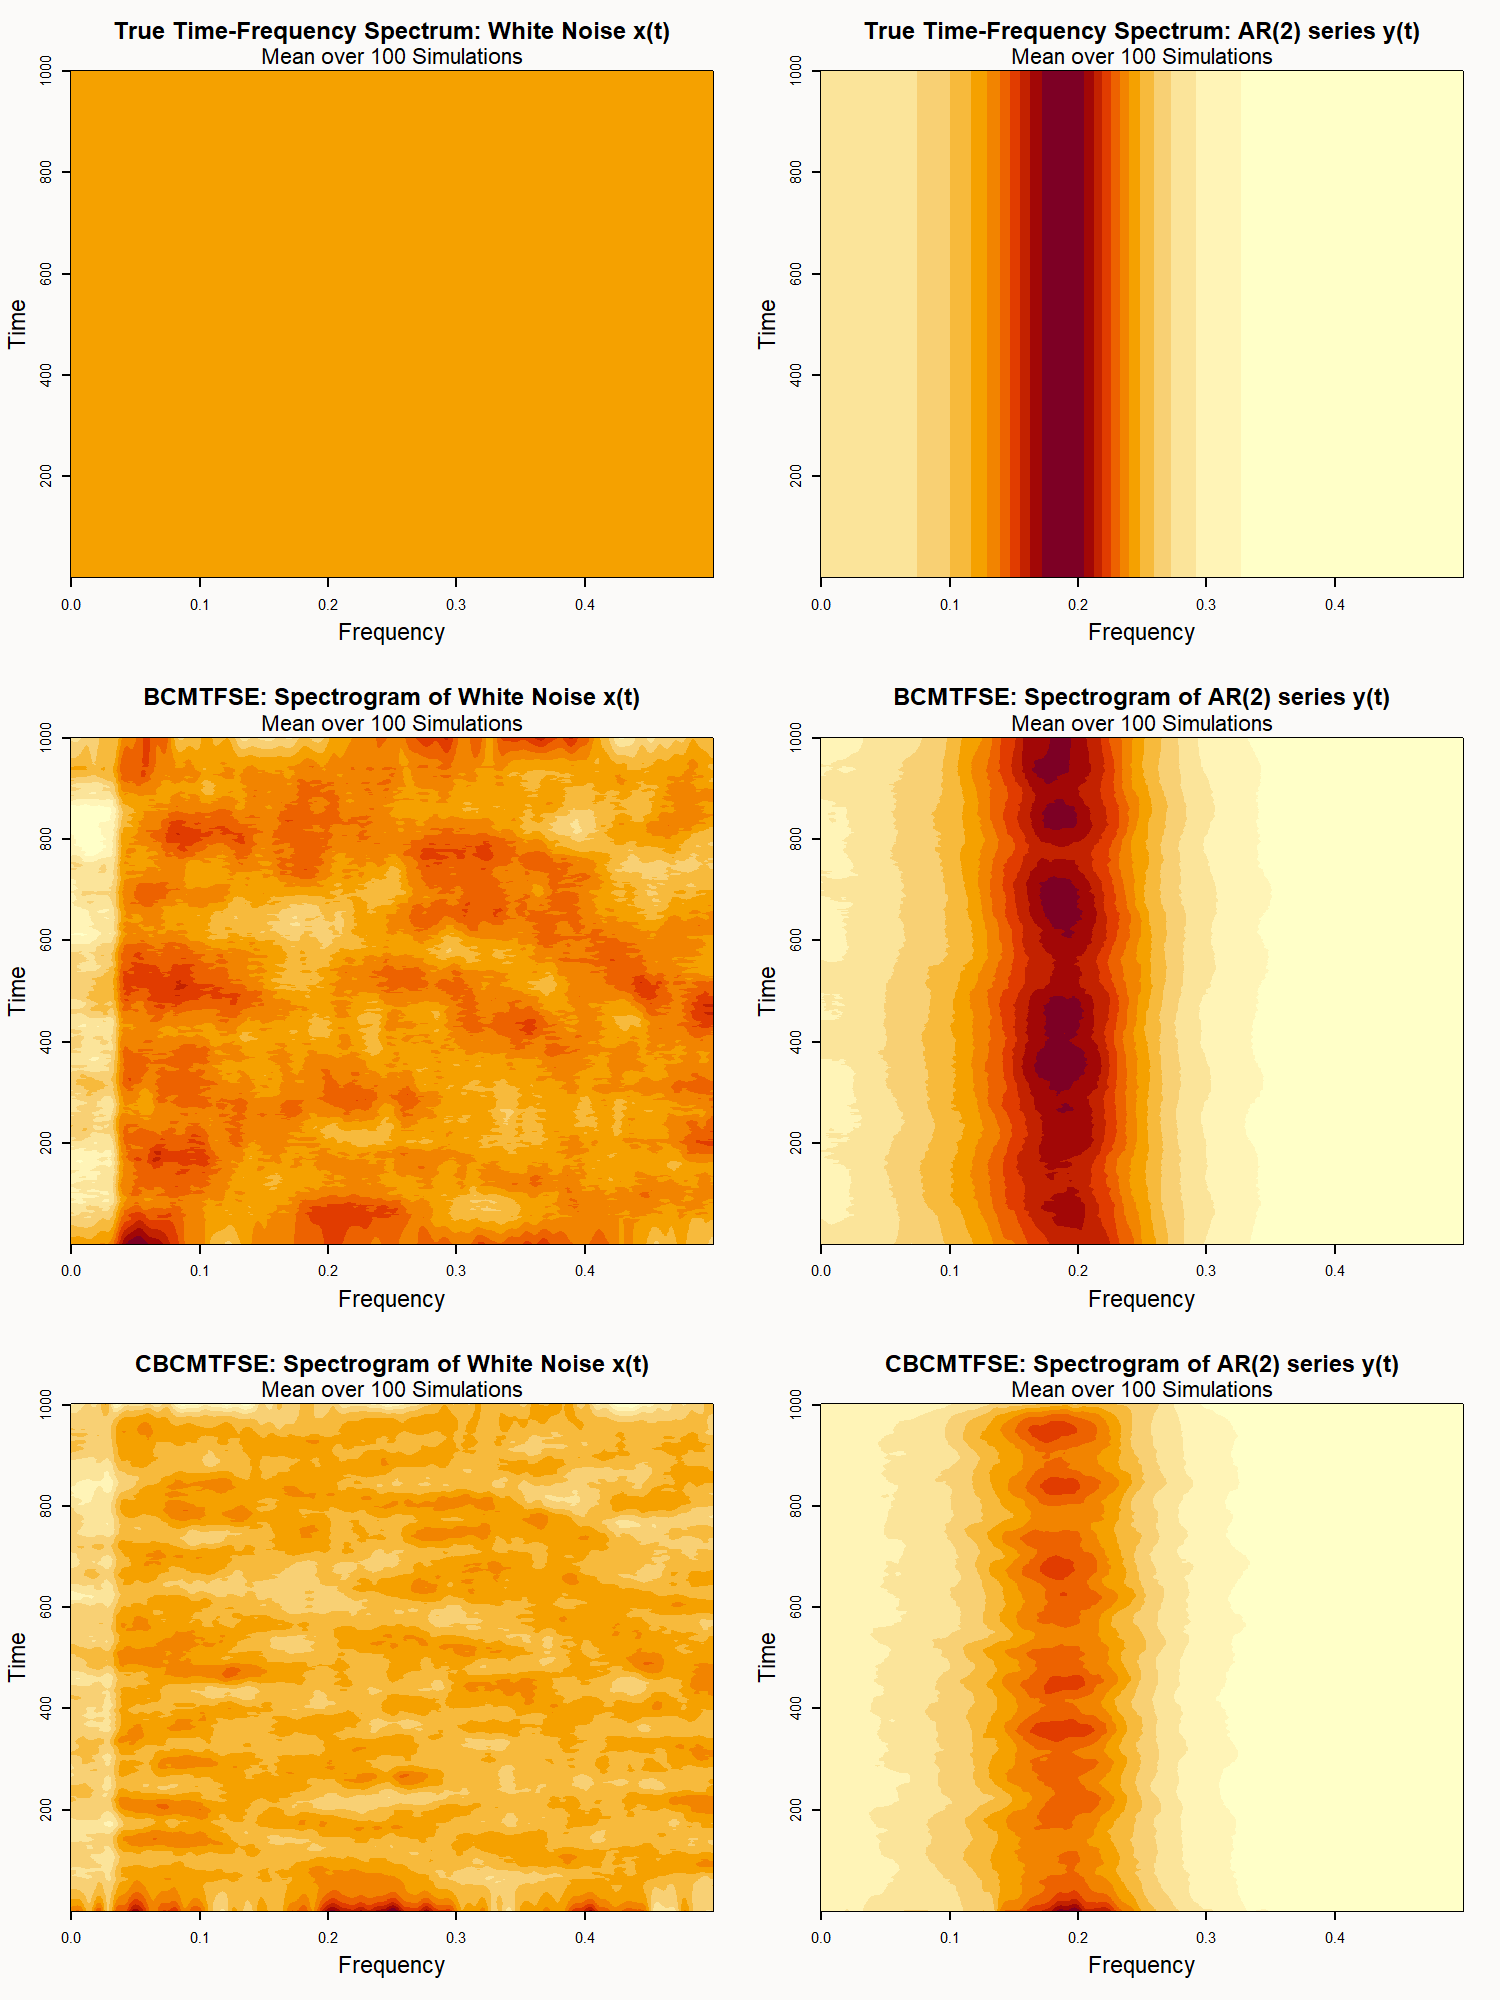 True Time-Frequency Spectrum: White Noise x(t)
Mean over 100 Simulations
1000
800
600
400
200
Time
0.0 0.1 0.2 0.3 0.4
Frequency
True Time-Frequency Spectrum: AR(2) series y(t)
Mean over 100 Simulations
1000
800
600
400
200
Time
0.0 0.1 0.2 0.3 0.4
Frequency
BCMTFSE: Spectrogram of White Noise x(t)
Mean over 100 Simulations
1000
800
600
400
200
Time
0.0 0.1 0.2 0.3 0.4
Frequency
BCMTFSE: Spectrogram of AR(2) series y(t)
Mean over 100 Simulations
1000
800
600
400
200
Time
0.0 0.1 0.2 0.3 0.4
Frequency
CBCMTFSE: Spectrogram of White Noise x(t)
Mean over 100 Simulations
1000
800
600
400
200
Time
0.0 0.1 0.2 0.3 0.4
Frequency
CBCMTFSE: Spectrogram of AR(2) series y(t)
Mean over 100 Simulations
1000
800
600
400
200
Time
0.0 0.1 0.2 0.3 0.4
Frequency